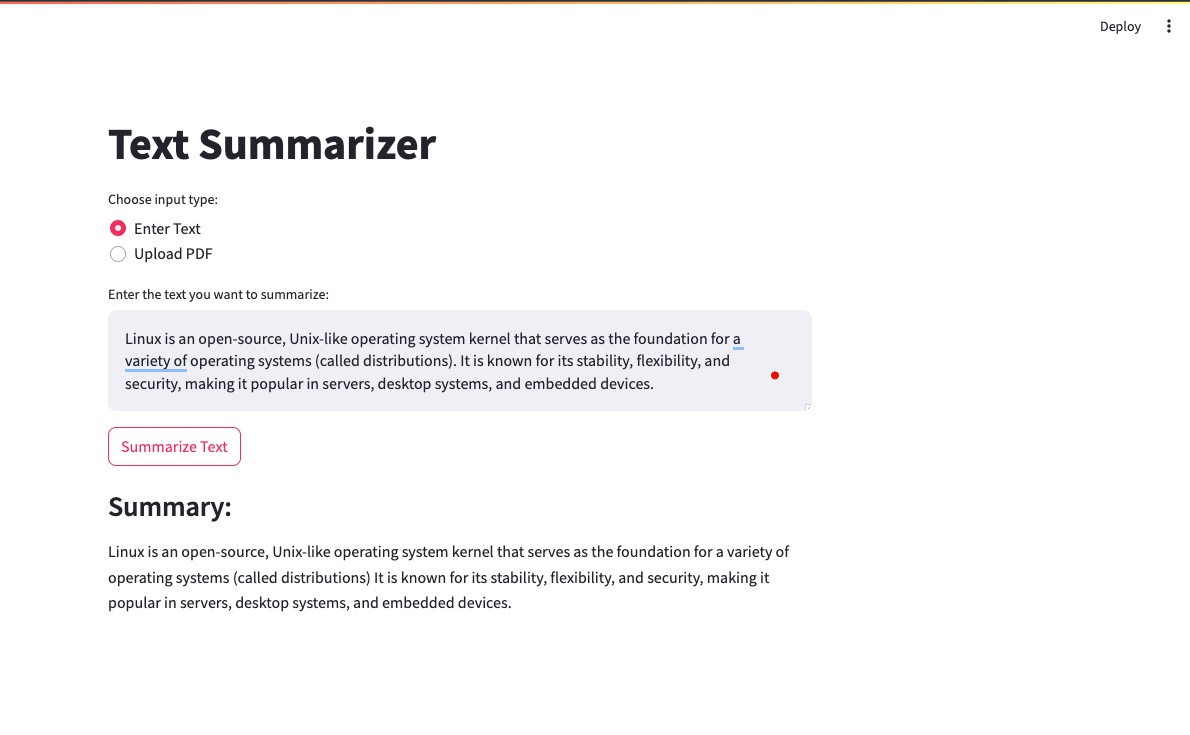 Deploy
Text Summarizer
Choose input type:
Enter Text
Upload PDF
Enter the text you want to summarize:
Linux is an open-source, Unix-like operating system kernel that serves as the foundation for a
variety of operating systems (called distributions). It is known for its stability, flexibility, and
security, making it popular in servers, desktop systems, and embedded devices.
Summarize Text
Summary:
Linux is an open-source, Unix-like operating system kernel that serves as the foundation for a variety of
operating systems (called distributions) It is known for its stability, flexibility, and security, making it
popular in servers, desktop systems, and embedded devices.